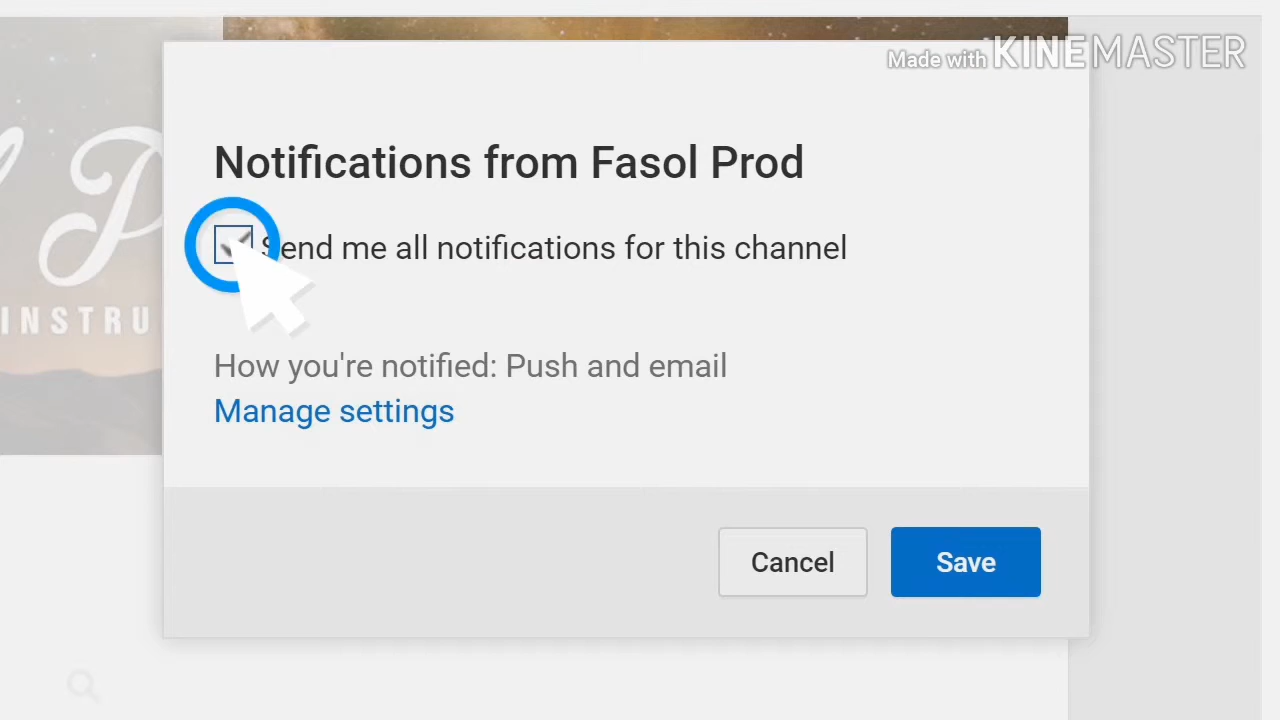 Made with KINEMASTER
Notifications from Fasol Prod
Send me all notifications for this channel
INSTRU
How you're notified: Push and email
Manage settings
Cancel
Save